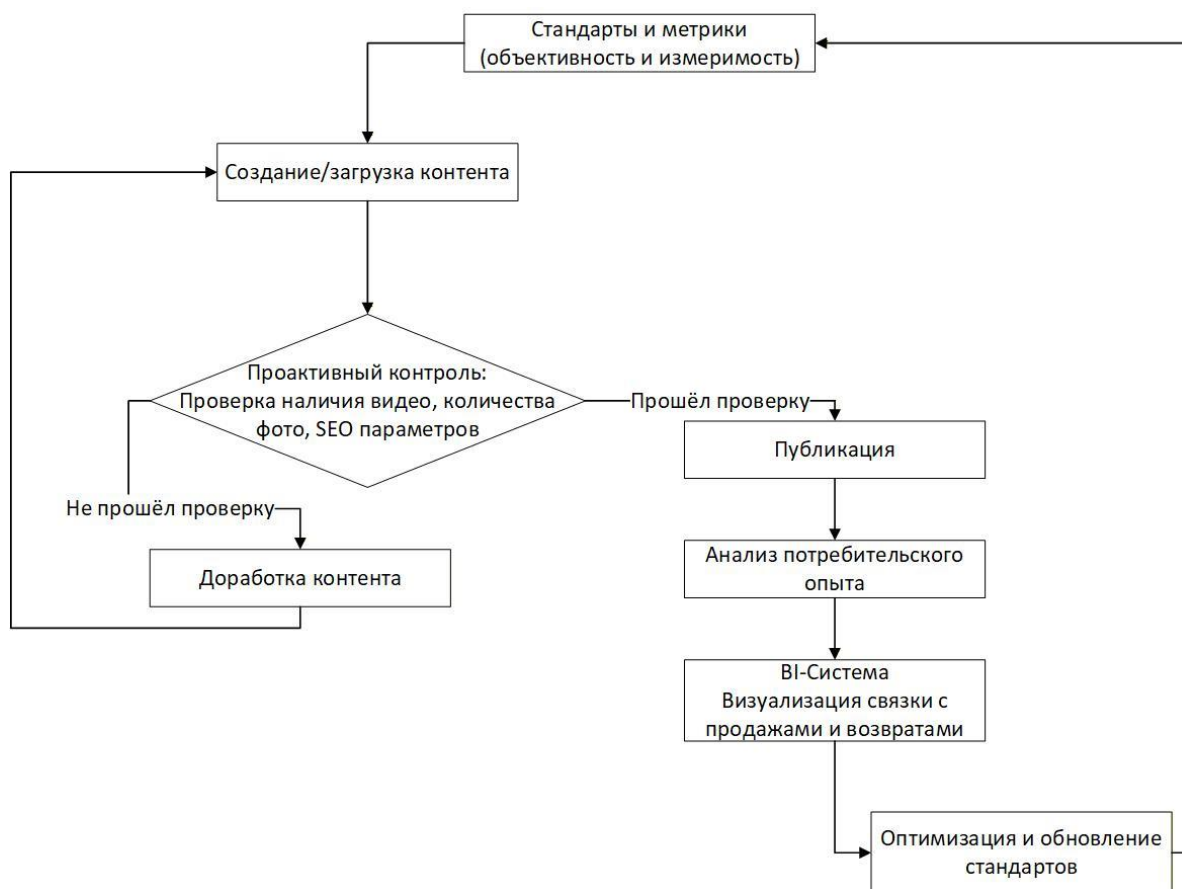 Стандарты и метрики
(объективность и измеримость)
Создание/загрузка контента
Проактивный контроль:
Проверка наличия видео, количества
фото, SEO параметров
Прошёл проверку
Публикация
Не прошёл проверку
Доработка контента
Анализ потребительского
опыта
BI-Система
Визуализация связки с
продажами и возвратами
Оптимизация и обновление
стандартов